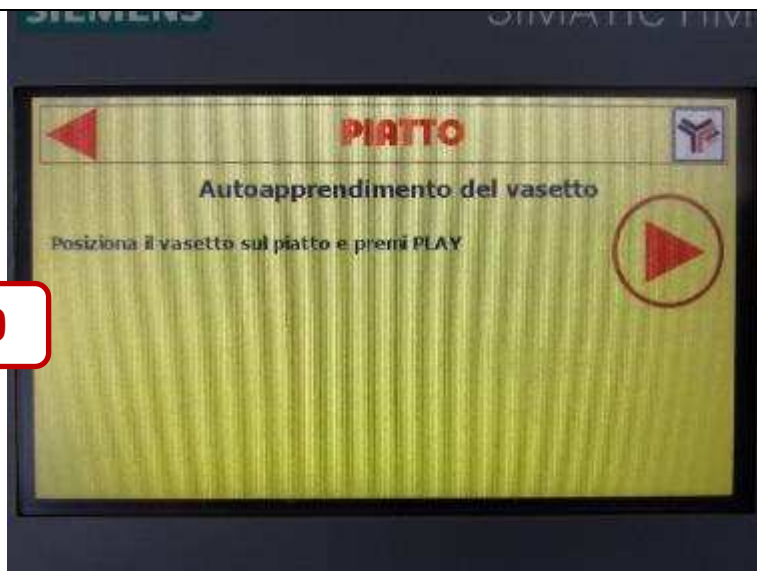 SIEMENS
SIMATIC HMI
PIATTO
Autoapprendimento del vasetto
Posiziona il vasetto sul piatto e premi PLAY